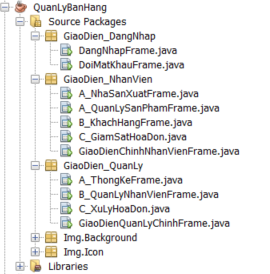 QuanLyBanHang
Source Packages
GiaoDien_DangNhap
DangNhapFrame.java
DoiMatKhauFrame.java
GiaoDien_NhanVien
A_NhaSanXuatFrame.java
A_QuanLySanPhamFrame.java
B_KhachHangFrame.java
C_GiamSatHoaDon.java
GiaoDienChinhNhanVienFrame.java
GiaoDien_QuanLy
A_ThongKeFrame.java
B_QuanLyNhanVienFrame.java
C_XuLyHoaDon.java
GiaoDienQuanLyChinhFrame.java
Img.Background
Img.Icon
Libraries